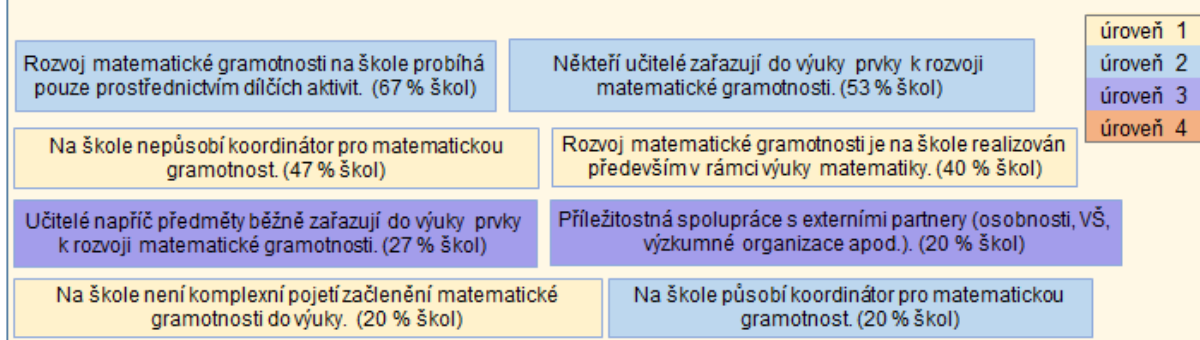 úroveň 1
úroveň 2
úroveň 3
úroveň 4
Rozvoj matematické gramotnosti na škole probíhá
pouze prostřednictvím dílčích aktivit. (67 % škol)
Někteří učitelé zařazují do výuky prvky k rozvoji
matematické gramotnosti. (53 % škol)
Na škole nepůsobí koordinátor pro matematickou
gramotnost. (47 % škol)
Rozvoj matematické gramotnosti je na škole realizován
především v rámci výuky matematiky. (40 % škol)
Učitelé napříč předměty běžně zařazují do výuky prvky
k rozvoji matematické gramotnosti. (27 % škol)
Příležitostná spolupráce s externími partnery (osobnosti, VŠ,
výzkumné organizace apod.). (20 % škol)
Na škole není komplexní pojetí začlenění matematické
gramotnosti do výuky. (20 % škol)
Na škole působí koordinátor pro matematickou
gramotnost. (20 % škol)